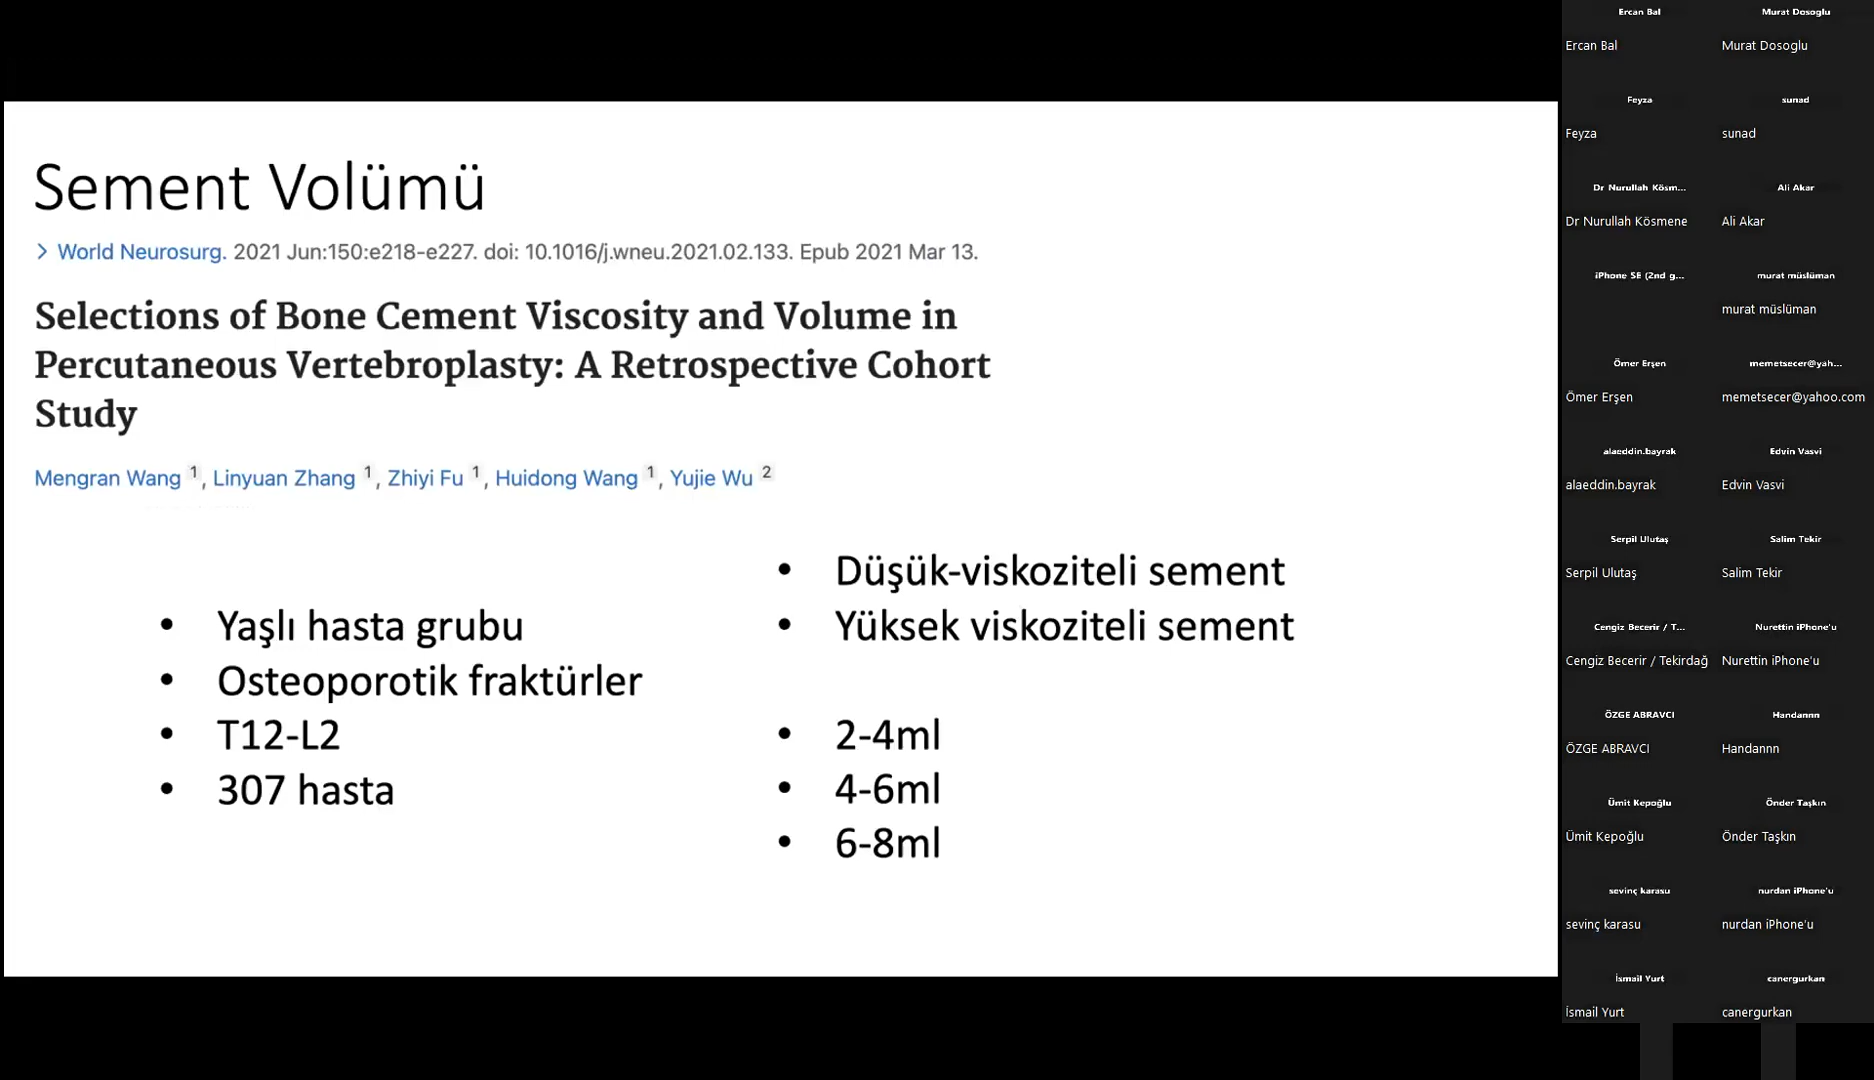 Sement Volümü
> World Neurosurg. 2021 Jun:150:e218-e227. doi: 10.1016/j.wneu.2021.02.133. Epub 2021 Mar 13.
Selections of Bone Cement Viscosity and Volume in
Percutaneous Vertebroplasty: A Retrospective Cohort
Study
Mengran Wang 1, Linyuan Zhang 1, Zhiyi Fu 1, Huidong Wang 1, Yujie Wu 2
• Yaşlı hasta grubu
• Osteoporotik fraktürler
• T12-L2
• 307 hasta
• Düşük-viskoziteli sement
• Yüksek viskoziteli sement
• 2-4ml
• 4-6ml
• 6-8ml
Ercan Bal
Murat Dosoglu
Ercan Bal
Murat Dosoglu
Feyza
sunad
Feyza
sunad
Dr Nurullah Kösm...
Ali Akar
Dr Nurullah Kösmene
Ali Akar
iPhone SE (2nd g...
murat müslüman
murat müslüman
Ömer Erşen
memetsecer@yah...
Ömer Erşen
memetsecer@yahoo.com
alaeddin.bayrak
Edvin Vasvi
alaeddin.bayrak
Edvin Vasvi
Serpil Ulutaş
Salim Tekir
Serpil Ulutaş
Salim Tekir
Cengiz Becerir / T...
Nurettin iPhone'u
Cengiz Becerir / Tekirdağ
Nurettin iPhone'u
ÖZGE ABRAVCI
Handannn
ÖZGE ABRAVCI
Handannn
Ümit Kepoğlu
Önder Taşkın
Ümit Kepoğlu
Önder Taşkın
sevinç karasu
nurdan iPhone'u
sevinç karasu
nurdan iPhone'u
İsmail Yurt
canergurkan
İsmail Yurt
canergurkan